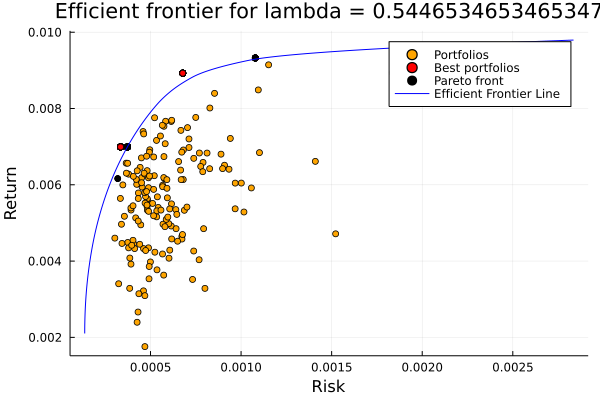 Efficient frontier for lambda = 0.5446534653465347
0.010
0.008
0.006
0.004
0.002
Return
Portfolios
Best portfolios
Pareto front
Efficient Frontier Line
0.0005
0.0010
0.0015
0.0020
0.0025
Risk